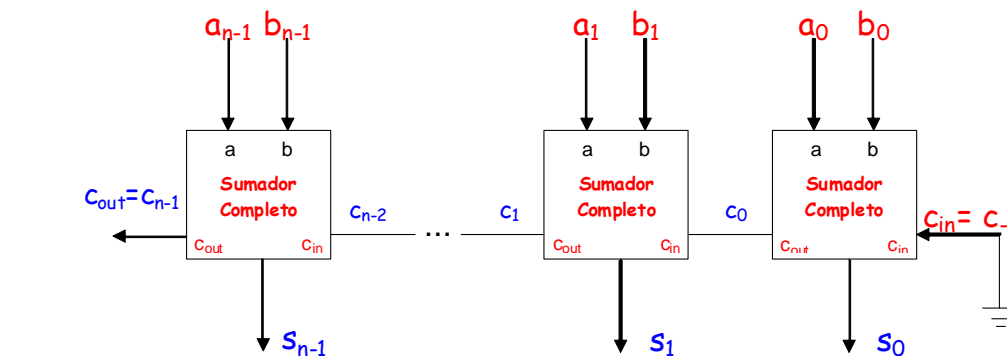 aₙ₋₁ bₙ₋₁ a₁ b₁ a₀ b₀
a b a b a b
Sumador Sumador Sumador
Completo Completo Completo
cₒᵤₜ=cₙ₋₁ cₙ₋₂ ... c₁ c₀ cᵢₙ= c₋
cₒᵤₜ cᵢₙ cₒᵤₜ cᵢₙ cₒᵤₜ cᵢₙ
sₙ₋₁ s₁ s₀